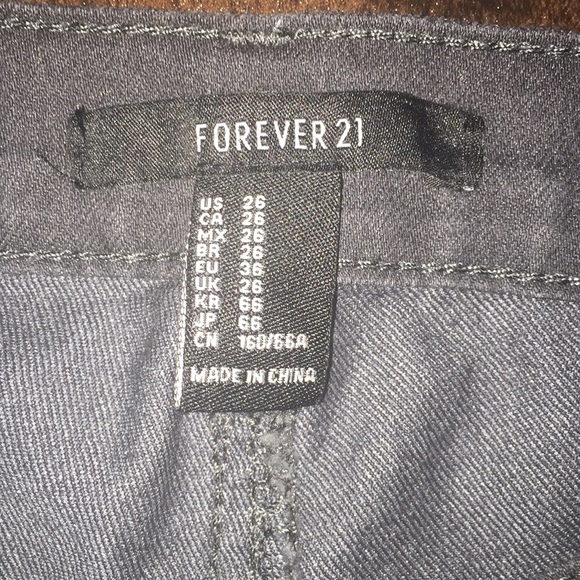 FOREVER 21
US 26
CA 26
MX 26
BR 26
EU 36
UK 26
KR 66
JP 66
CN 160/66A
MADE IN CHINA